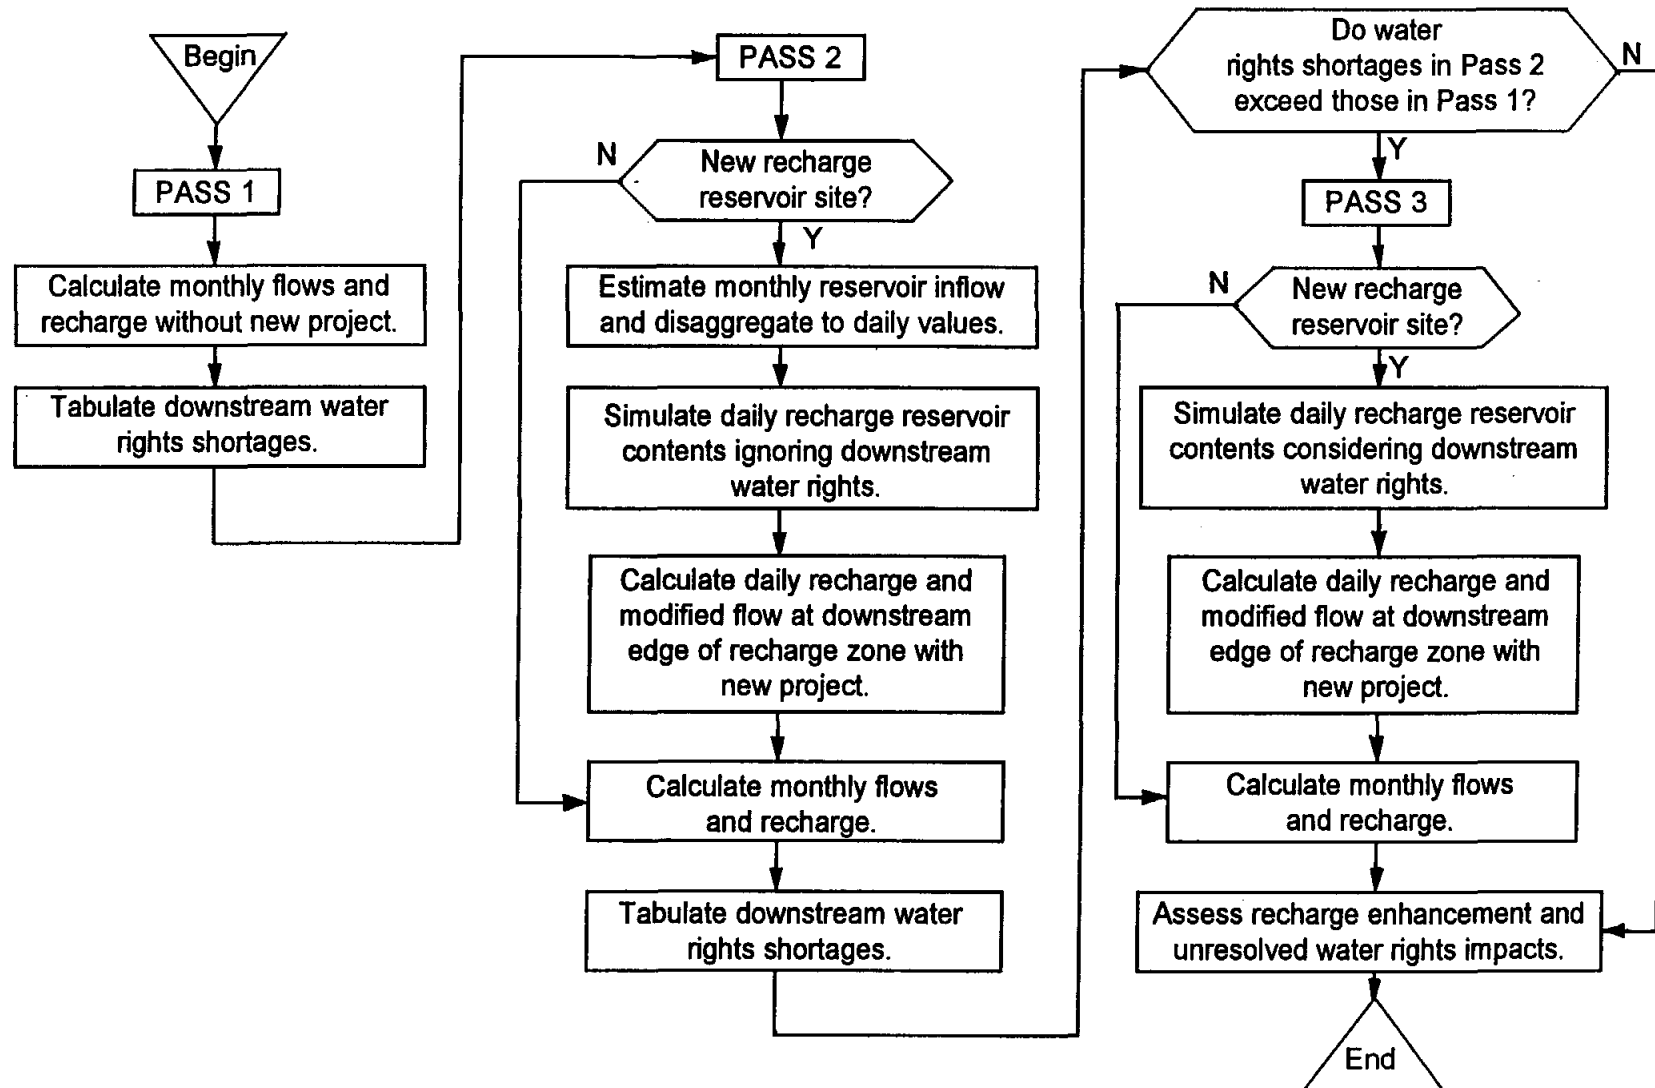 Begin
PASS 1
Calculate monthly flows and
recharge without new project.
Tabulate downstream water
rights shortages.
PASS 2
N
New recharge
reservoir site?
Y
Estimate monthly reservoir inflow
and disaggregate to daily values.
Simulate daily recharge reservoir
contents ignoring downstream
water rights.
Calculate daily recharge and
modified flow at downstream
edge of recharge zone with
new project.
Calculate monthly flows
and recharge.
Tabulate downstream water
rights shortages.
Do water
rights shortages in Pass 2
exceed those in Pass 1?
N
Y
PASS 3
N
New recharge
reservoir site?
Y
Simulate daily recharge reservoir
contents considering downstream
water rights.
Calculate daily recharge and
modified flow at downstream
edge of recharge zone with
new project.
Calculate monthly flows
and recharge.
Assess recharge enhancement and
unresolved water rights impacts.
End